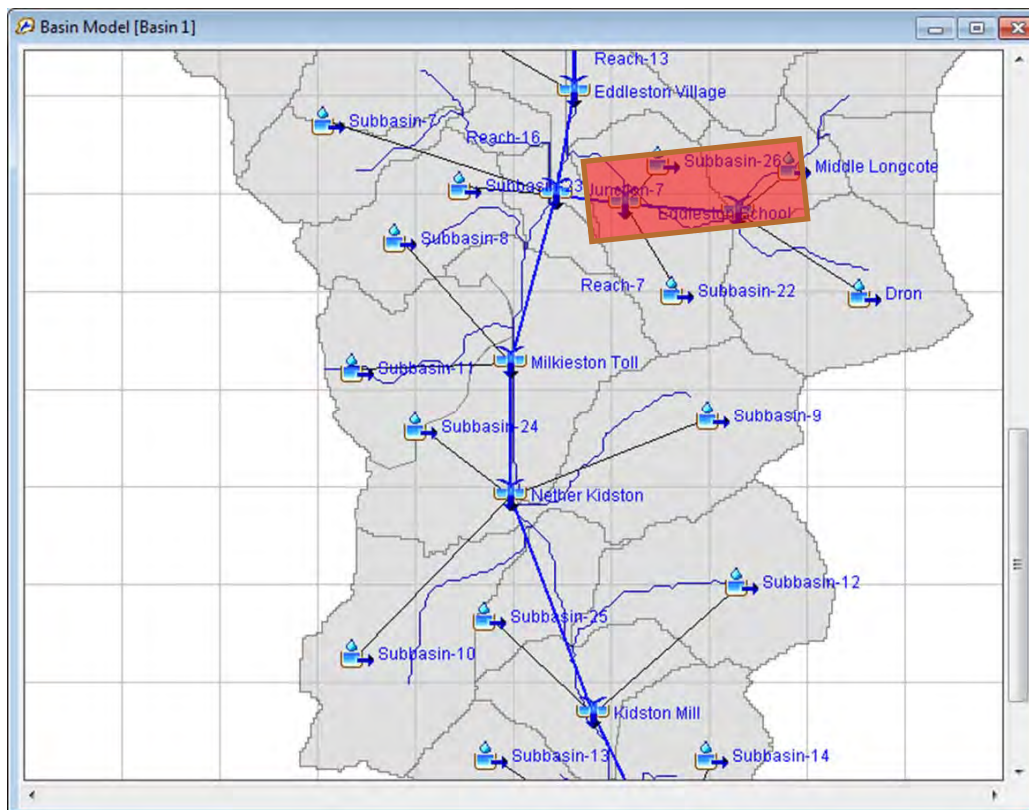 Basin Model [Basin 1]
Reach-13
Eddleston Village
Subbasin-7
Reach-16
Subbasin-26
Middle Longcote
Subbasin-23
Junction-7
Eddleston School
Subbasin-8
Reach-7
Subbasin-22
Dron
Milkieston Toll
Subbasin-11
Subbasin-24
Subbasin-9
Nether Kidston
Subbasin-12
Subbasin-25
Subbasin-10
Kidston Mill
Subbasin-13
Subbasin-14